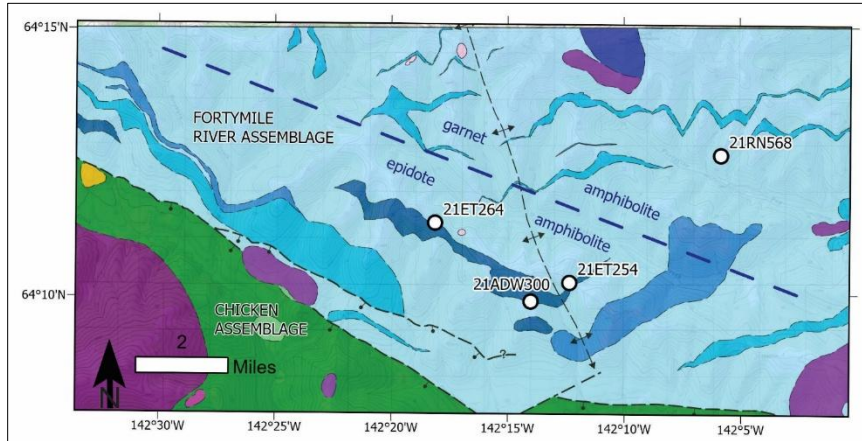 64°15'N
FORTYMILE
RIVER ASSEMBLAGE
garnet
21RN568
epidote
amphibolite
21ET264
amphibolite
21ET254
64°10'N
21ADW300
CHICKEN
ASSEMBLAGE
2
Miles
N
?
142°30'W
142°25'W
142°20'W
142°15'W
142°10'W
142°05'W